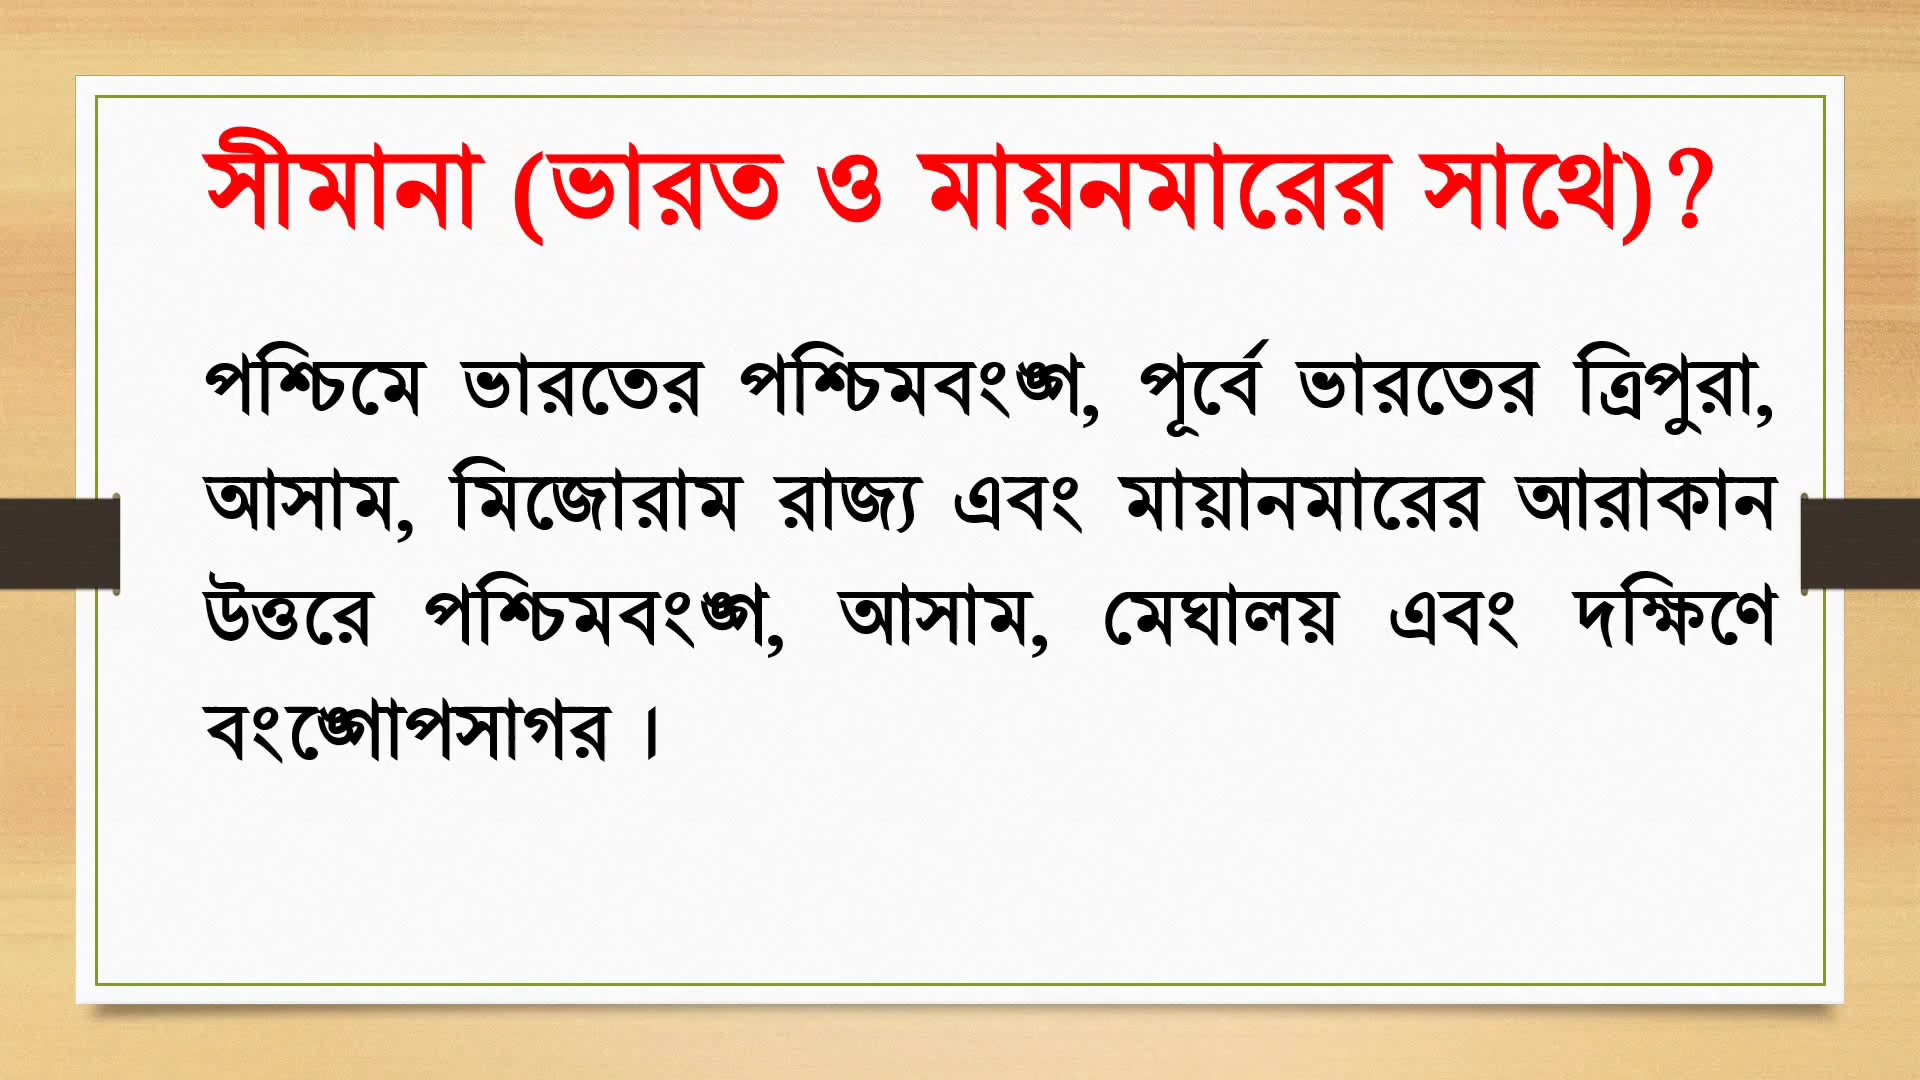 সীমানা (ভারত ও মায়নমারের সাথে)?
পশ্চিমে ভারতের পশ্চিমবংঙ্গ, পূর্বে ভারতের ত্রিপুরা,
আসাম, মিজোরাম রাজ্য এবং মায়ানমারের আরাকান
উত্তরে পশ্চিমবংঙ্গ, আসাম, মেঘালয় এবং দক্ষিণে
বংঙ্গোপসাগর ।